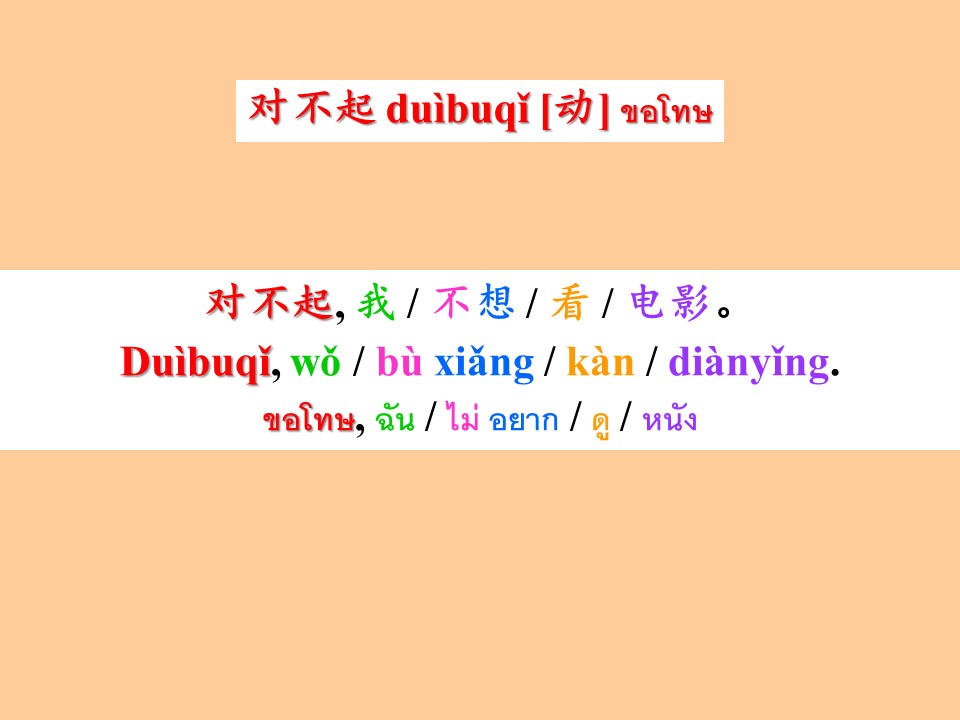 对不起 duìbuqǐ [动] ขอโทษ
对不起, 我 / 不想 / 看 / 电影。
Duìbuqǐ, wǒ / bù xiǎng / kàn / diànyǐng.
ขอโทษ, ฉัน / ไม่ อยาก / ดู / หนัง